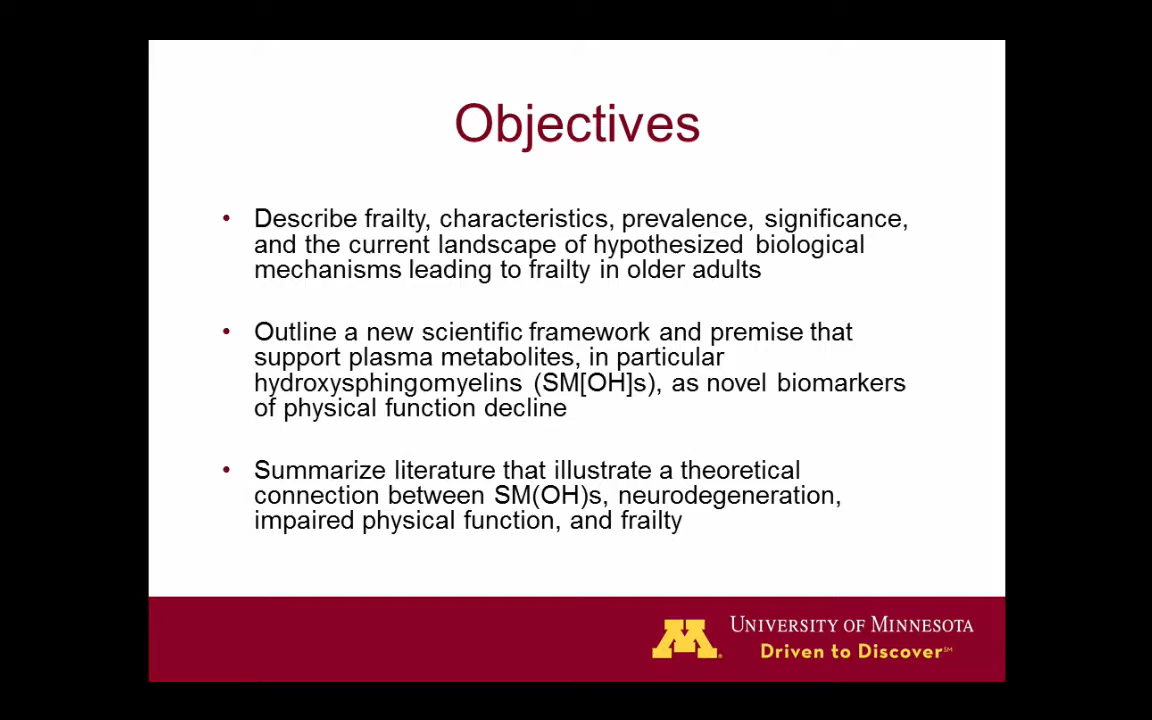 Objectives
• Describe frailty, characteristics, prevalence, significance,
and the current landscape of hypothesized biological
mechanisms leading to frailty in older adults
• Outline a new scientific framework and premise that
support plasma metabolites, in particular
hydroxysphingomyelins (SM[OH]s), as novel biomarkers
of physical function decline
• Summarize literature that illustrate a theoretical
connection between SM(OH)s, neurodegeneration,
impaired physical function, and frailty
M.
UNIVERSITY OF MINNESOTA
Driven to Discover℠